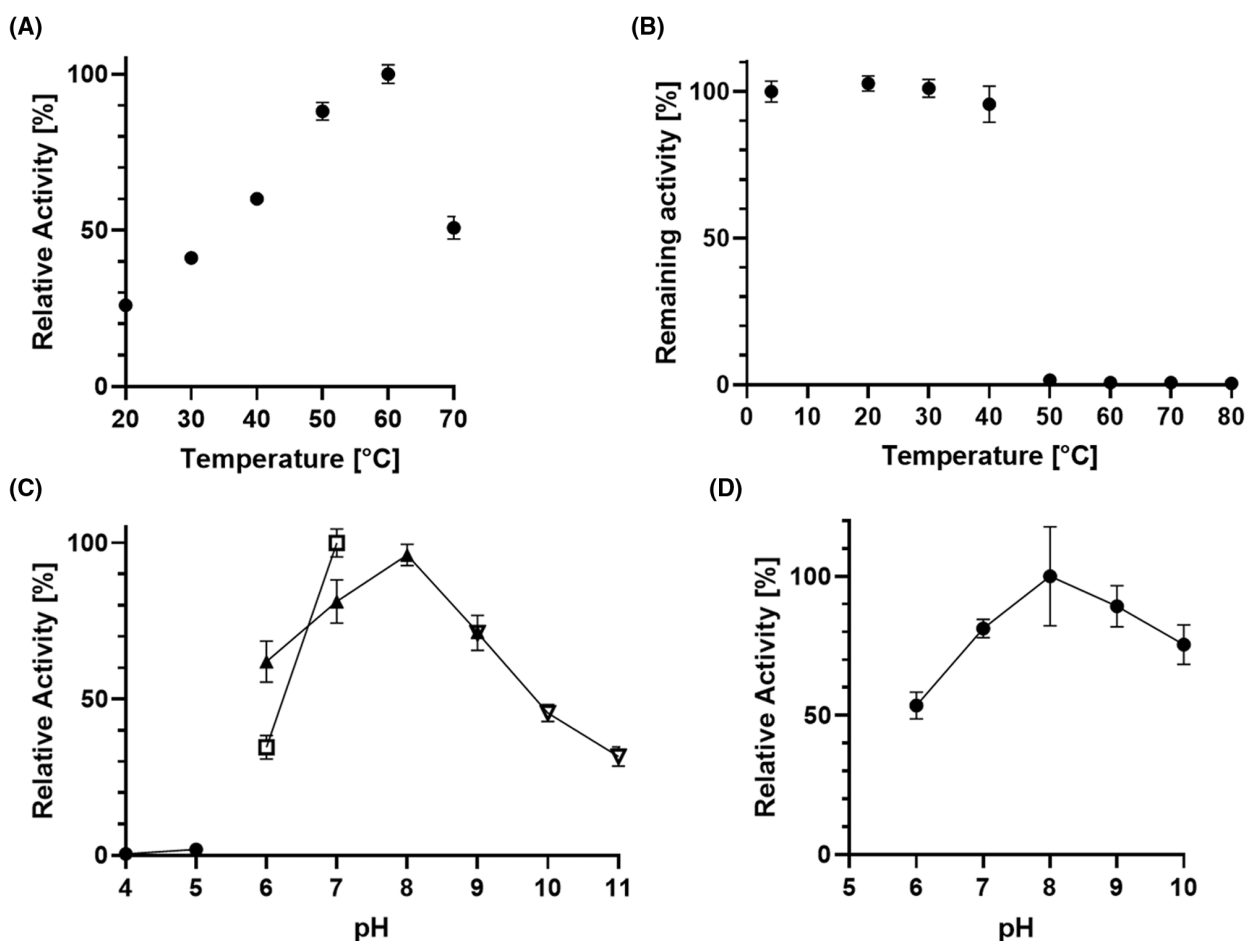 (A)
Relative Activity [%]
100
50
0
20 30 40 50 60 70
Temperature [°C]
(B)
Remaining activity [%]
100
50
0
0 10 20 30 40 50 60 70 80
Temperature [°C]
(C)
Relative Activity [%]
100
50
0
4 5 6 7 8 9 10 11
pH
(D)
Relative Activity [%]
100
50
0
5 6 7 8 9 10
pH